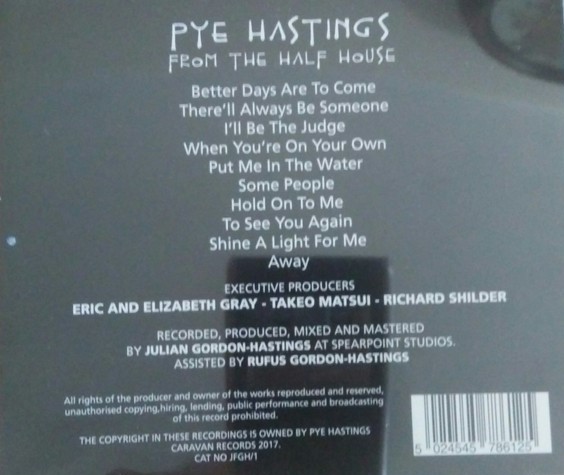 PYE HASTINGS
FROM THE HALF HOUSE
Better Days Are To Come
There'll Always Be Someone
I'll Be The Judge
When You're On Your Own
Put Me In The Water
Some People
Hold On To Me
To See You Again
Shine A Light For Me
Away
EXECUTIVE PRODUCERS
ERIC AND ELIZABETH GRAY - TAKEO MATSUI - RICHARD SHILDER
RECORDED, PRODUCED, MIXED AND MASTERED
BY JULIAN GORDON-HASTINGS AT SPEARPOINT STUDIOS.
ASSISTED BY RUFUS GORDON-HASTINGS
All rights of the producer and owner of the works reproduced and reserved,
unauthorised copying,hiring, lending, public performance and broadcasting
of this record prohibited.
THE COPYRIGHT IN THESE RECORDINGS IS OWNED BY PYE HASTINGS
CARAVAN RECORDS 2017.
CAT NO JFGH/1
5 024545 786125